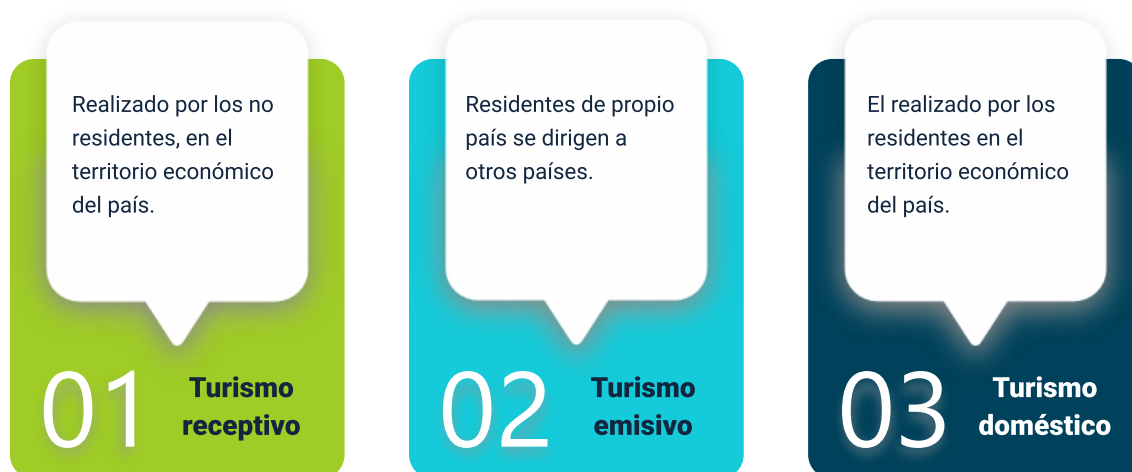 Realizado por los no
residentes, en el
territorio económico
del país.
01
Turismo
receptivo
Residentes de propio
país se dirigen a
otros países.
02
Turismo
emisivo
El realizado por los
residentes en el
territorio económico
del país.
03
Turismo
doméstico